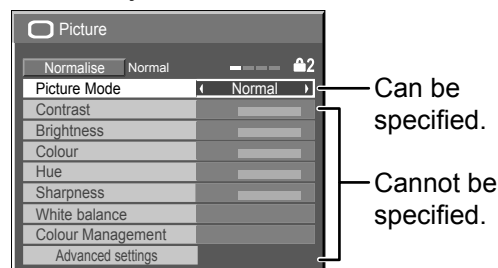 Picture
Normalise Normal 2
Picture Mode Normal
Contrast
Brightness
Colour
Hue
Sharpness
White balance
Colour Management
Advanced settings
Can be
specified.
Cannot be
specified.